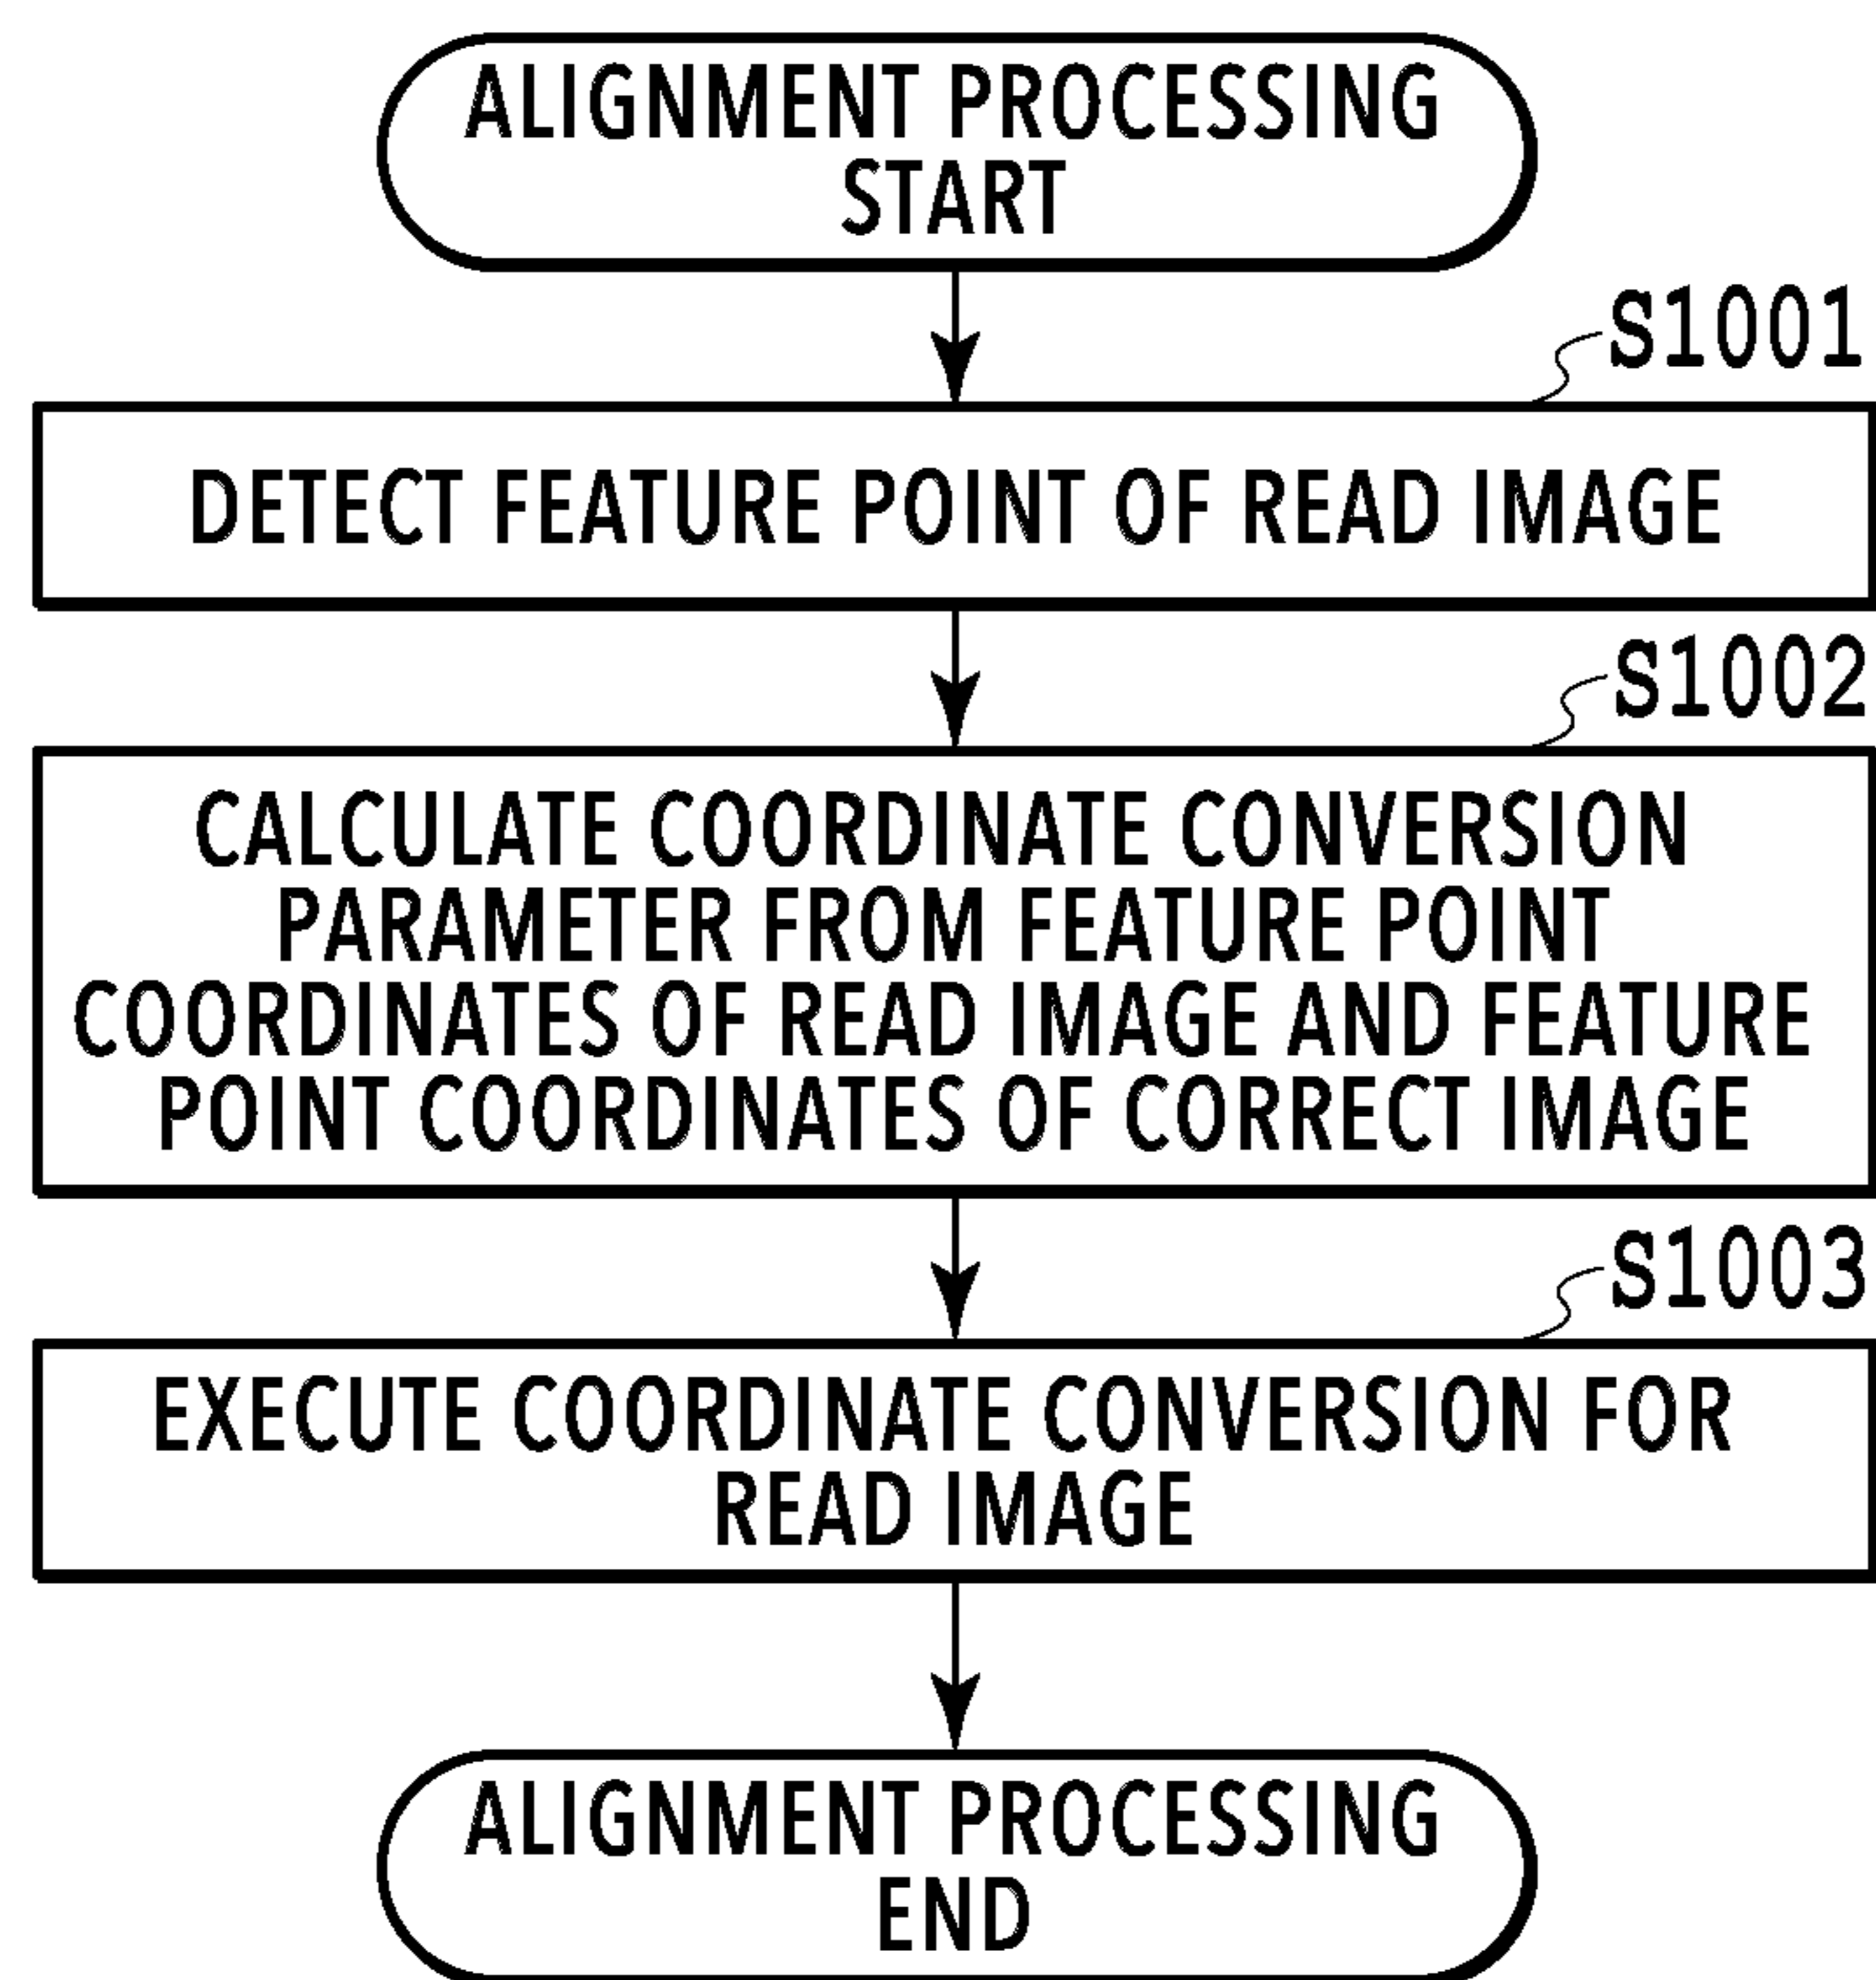 ALIGNMENT PROCESSING
START
S1001
DETECT FEATURE POINT OF READ IMAGE
S1002
CALCULATE COORDINATE CONVERSION
PARAMETER FROM FEATURE POINT
COORDINATES OF READ IMAGE AND FEATURE
POINT COORDINATES OF CORRECT IMAGE
S1003
EXECUTE COORDINATE CONVERSION FOR
READ IMAGE
ALIGNMENT PROCESSING
END